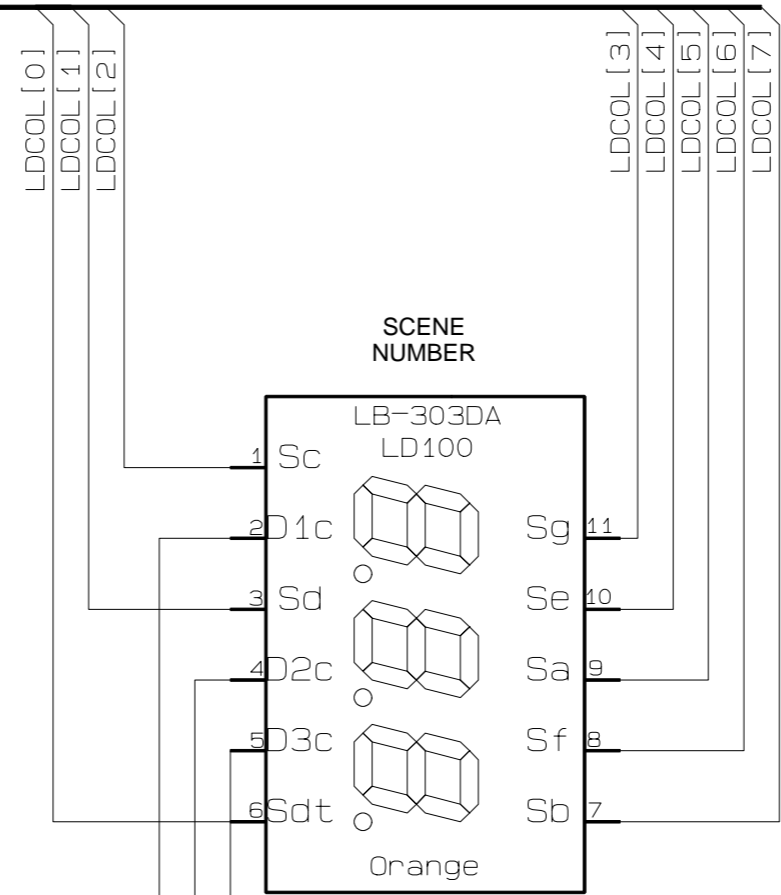 LDCOL[0]
LDCOL[1]
LDCOL[2]
LDCOL[3]
LDCOL[4]
LDCOL[5]
LDCOL[6]
LDCOL[7]
SCENE
NUMBER
LB-303DA
LD100
1 Sc
2 D1c
Sg 11
3 Sd
Se 10
4 D2c
Sa 9
5 D3c
Sf 8
6 Sdt
Sb 7
Orange